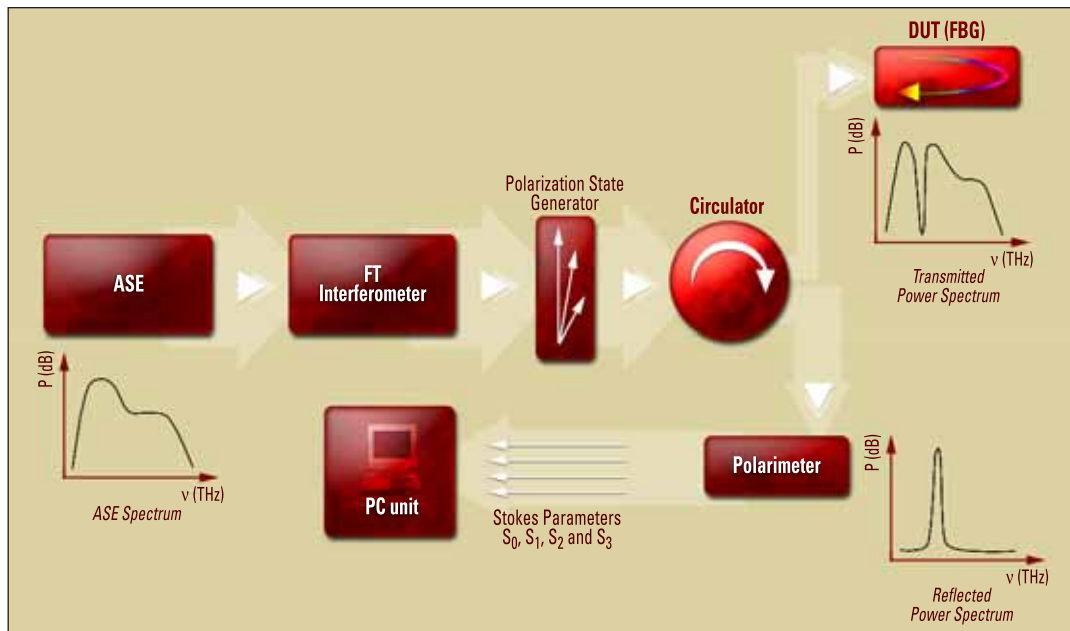 DUT (FBG)
P (dB)
ν (THz)
Transmitted
Power Spectrum
Polarization State
Generator
Circulator
ASE
FT
Interferometer
P (dB)
ν (THz)
ASE Spectrum
PC unit
Stokes Parameters
S0, S1, S2 and S3
Polarimeter
P (dB)
ν (THz)
Reflected
Power Spectrum